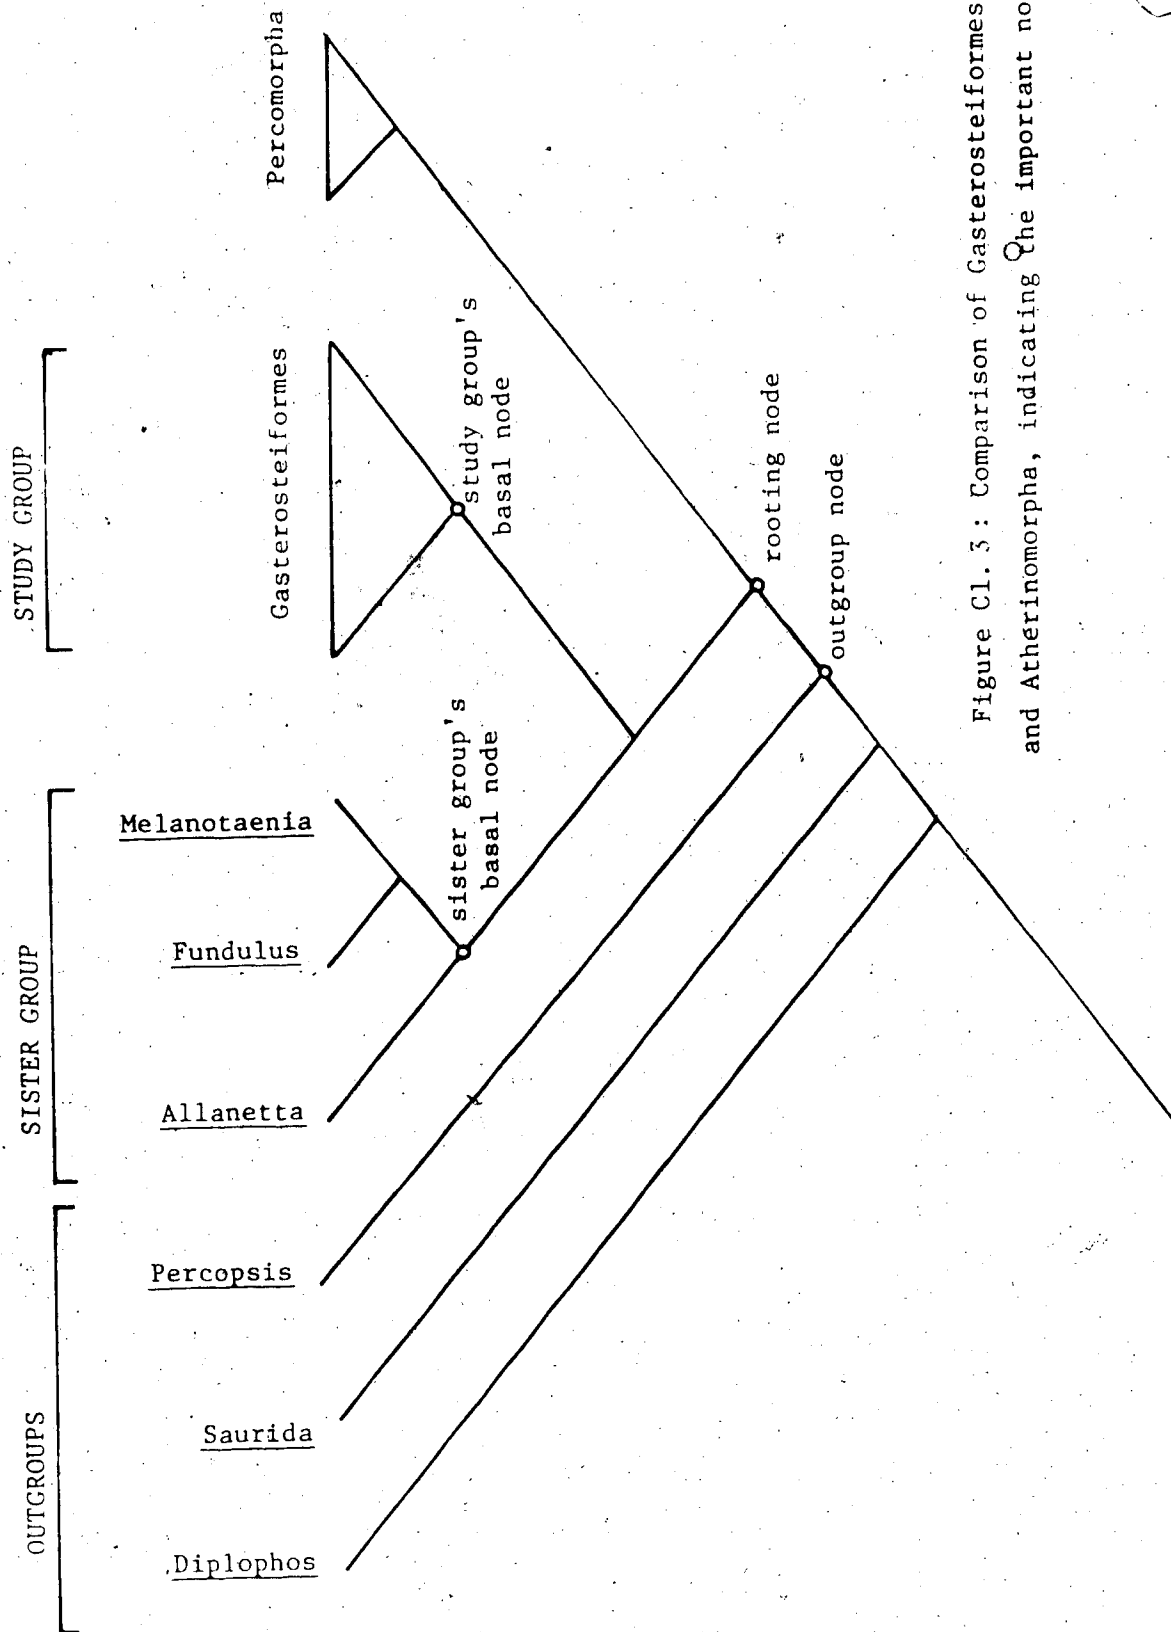 OUTGROUPS
SISTER GROUP
STUDY GROUP
Diplophos
Saurida
Percopsis
Allanetta
Fundulus
Melanotaenia
Gasterosteiformes
Percomorpha
sister group's
basal node
study group's
basal node
rooting node
outgroup node
Figure Cl.3: Comparison of Gasterosteiformes
and Atherinomorpha, indicating the important no